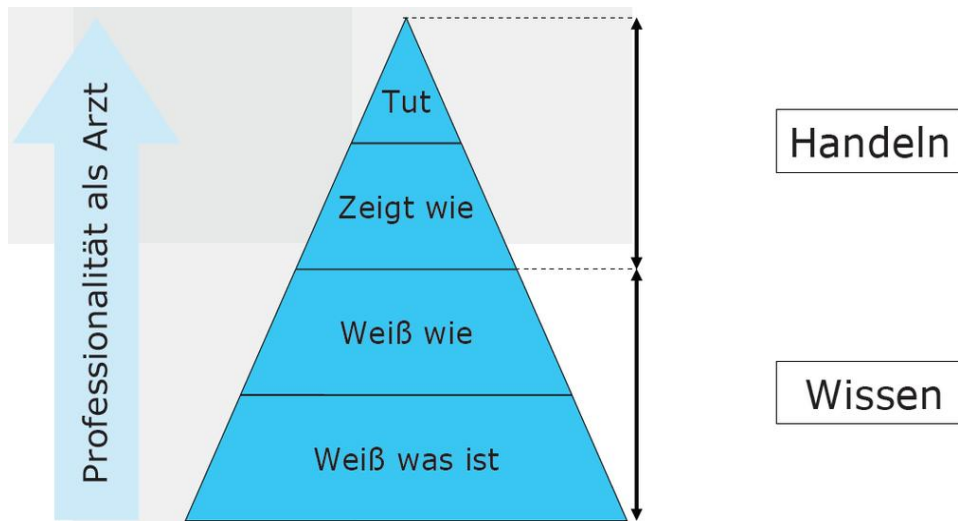 Professionalität als Arzt
Tut
Zeigt wie
Weiß wie
Weiß was ist
Handeln
Wissen